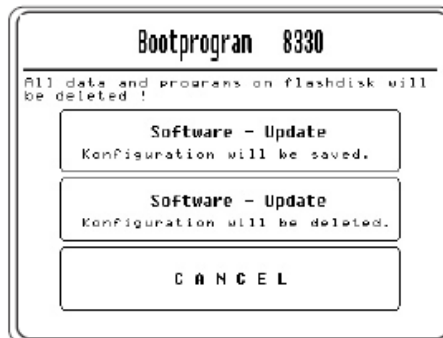 Bootprogran 8330
All data and prograns on flashdisk will
be deleted !
Software - Update
Konfiguration will be saved.
Software - Update
Konfiguration will be deleted.
C A N C E L